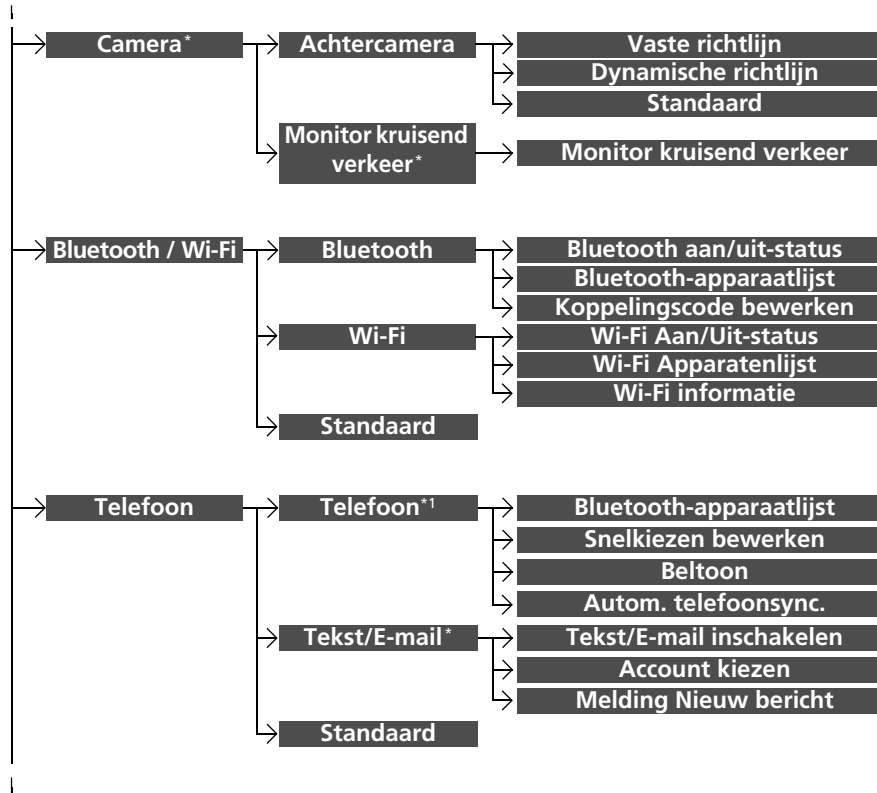 Camera*
Achtercamera
Vaste richtlijn
Dynamische richtlijn
Standaard
Monitor kruisend
verkeer*
Monitor kruisend verkeer
Bluetooth / Wi-Fi
Bluetooth
Bluetooth aan/uit-status
Bluetooth-apparaatlijst
Koppelingscode bewerken
Wi-Fi
Wi-Fi Aan/Uit-status
Wi-Fi Apparatenlijst
Wi-Fi informatie
Standaard
Telefoon
Telefoon*1
Bluetooth-apparaatlijst
Snelkiezen bewerken
Beltoon
Autom. telefoonsync.
Tekst/E-mail*
Tekst/E-mail inschakelen
Account kiezen
Melding Nieuw bericht
Standaard